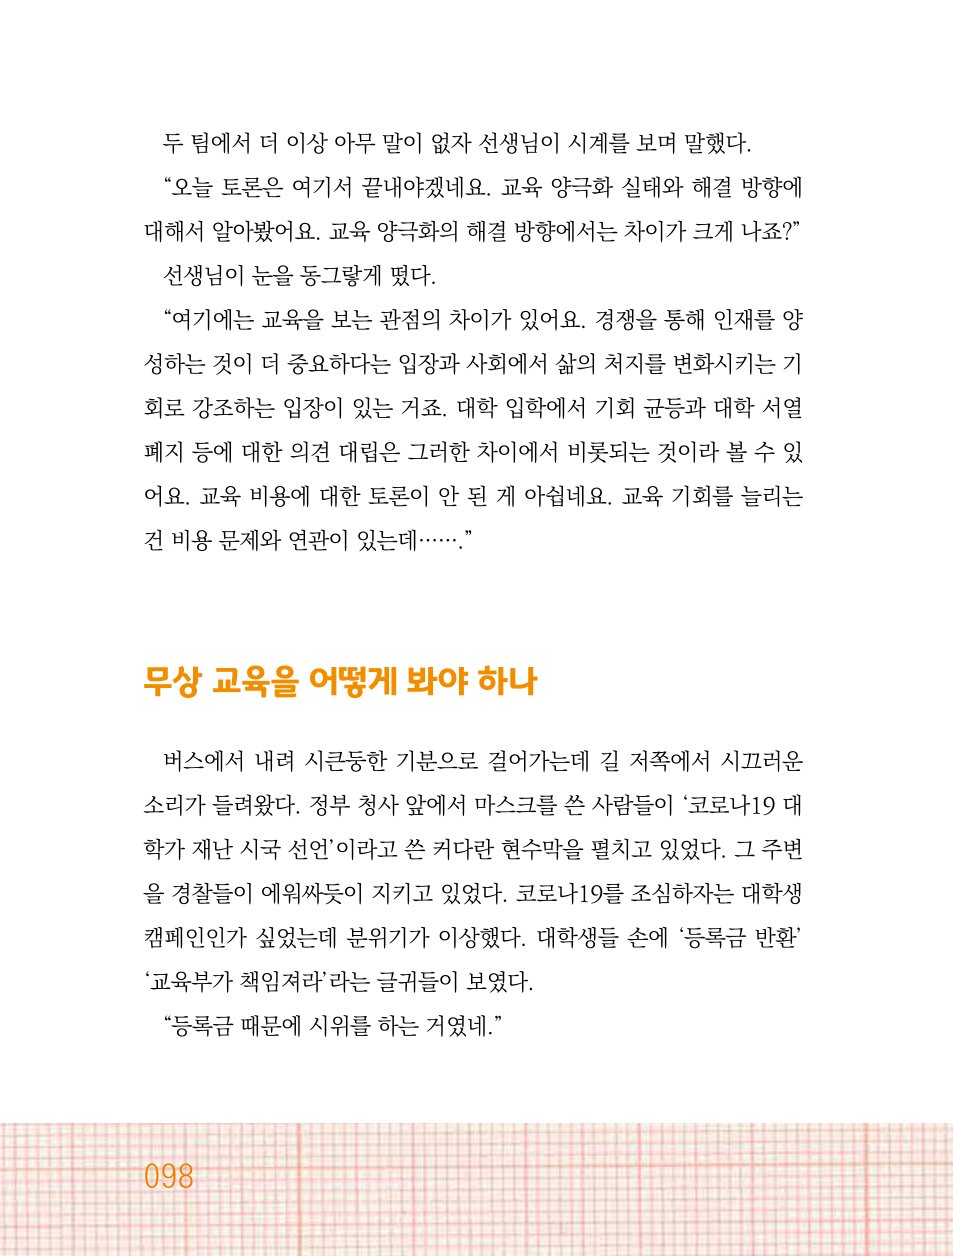 두 팀에서 더 이상 아무 말이 없자 선생님이 시계를 보며 말했다.
“오늘 토론은 여기서 끝내야겠네요. 교육 양극화 실태와 해결 방향에
대해서 알아봤어요. 교육 양극화의 해결 방향에서는 차이가 크게 나죠?”
선생님이 눈을 동그랗게 떴다.
“여기에는 교육을 보는 관점의 차이가 있어요. 경쟁을 통해 인재를 양
성하는 것이 더 중요하다는 입장과 사회에서 삶의 처지를 변화시키는 기
회로 강조하는 입장이 있는 거죠. 대학 입학에서 기회 균등과 대학 서열
폐지 등에 대한 의견 대립은 그러한 차이에서 비롯되는 것이라 볼 수 있
어요. 교육 비용에 대한 토론이 안 된 게 아쉽네요. 교육 기회를 늘리는
건 비용 문제와 연관이 있는데…….”
무상 교육을 어떻게 봐야 하나
버스에서 내려 시큰둥한 기분으로 걸어가는데 길 저쪽에서 시끄러운
소리가 들려왔다. 정부 청사 앞에서 마스크를 쓴 사람들이 ‘코로나19 대
학가 재난 시국 선언’이라고 쓴 커다란 현수막을 펼치고 있었다. 그 주변
을 경찰들이 에워싸듯이 지키고 있었다. 코로나19를 조심하자는 대학생
캠페인인가 싶었는데 분위기가 이상했다. 대학생들 손에 ‘등록금 반환’
‘교육부가 책임져라’라는 글귀들이 보였다.
“등록금 때문에 시위를 하는 거였네.”
098